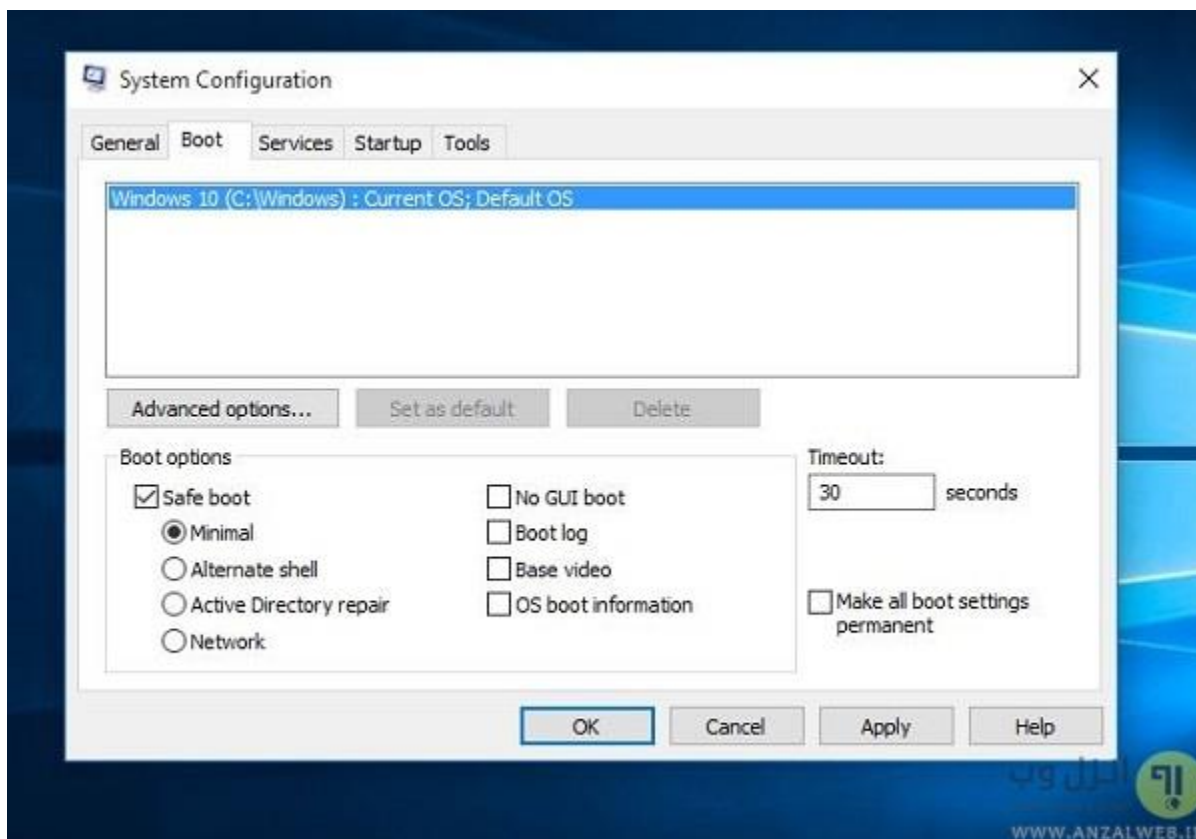 System Configuration
General Boot Services Startup Tools
Windows 10 (C:\Windows) : Current OS; Default OS
Advanced options... Set as default Delete
Boot options
Timeout:
Safe boot
No GUI boot
30 seconds
Minimal
Boot log
Alternate shell
Base video
Active Directory repair
OS boot information
Make all boot settings
permanent
Network
OK Cancel Apply Help
انزل وب